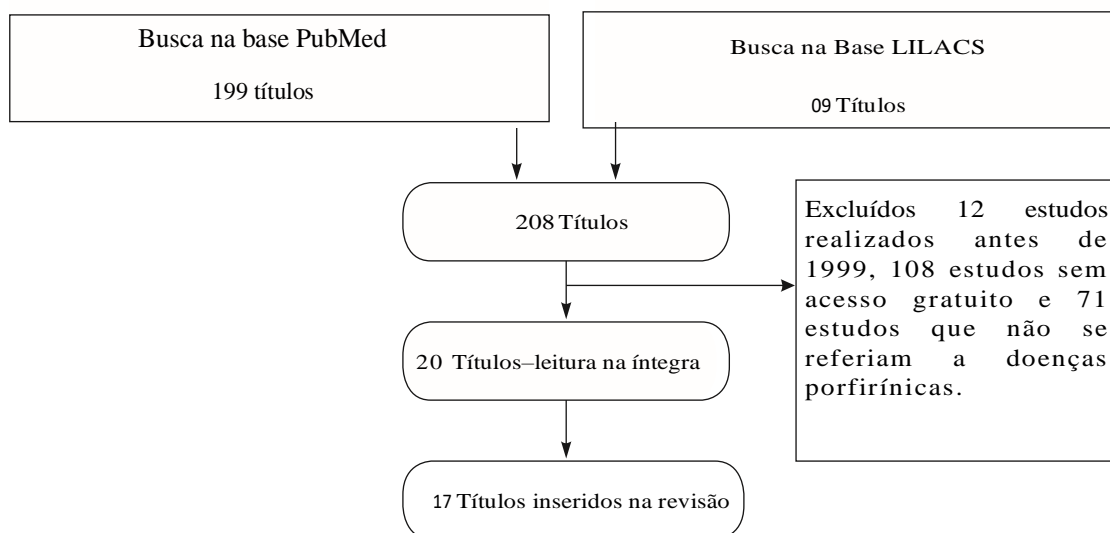 Busca na base PubMed
199 títulos
Busca na Base LILACS
09 Títulos
208 Títulos
Excluídos 12 estudos
realizados antes de
1999, 108 estudos sem
acesso gratuito e 71
estudos que não se
referiam a doenças
porfirínicas.
20 Títulos–leitura na íntegra
17 Títulos inseridos na revisão